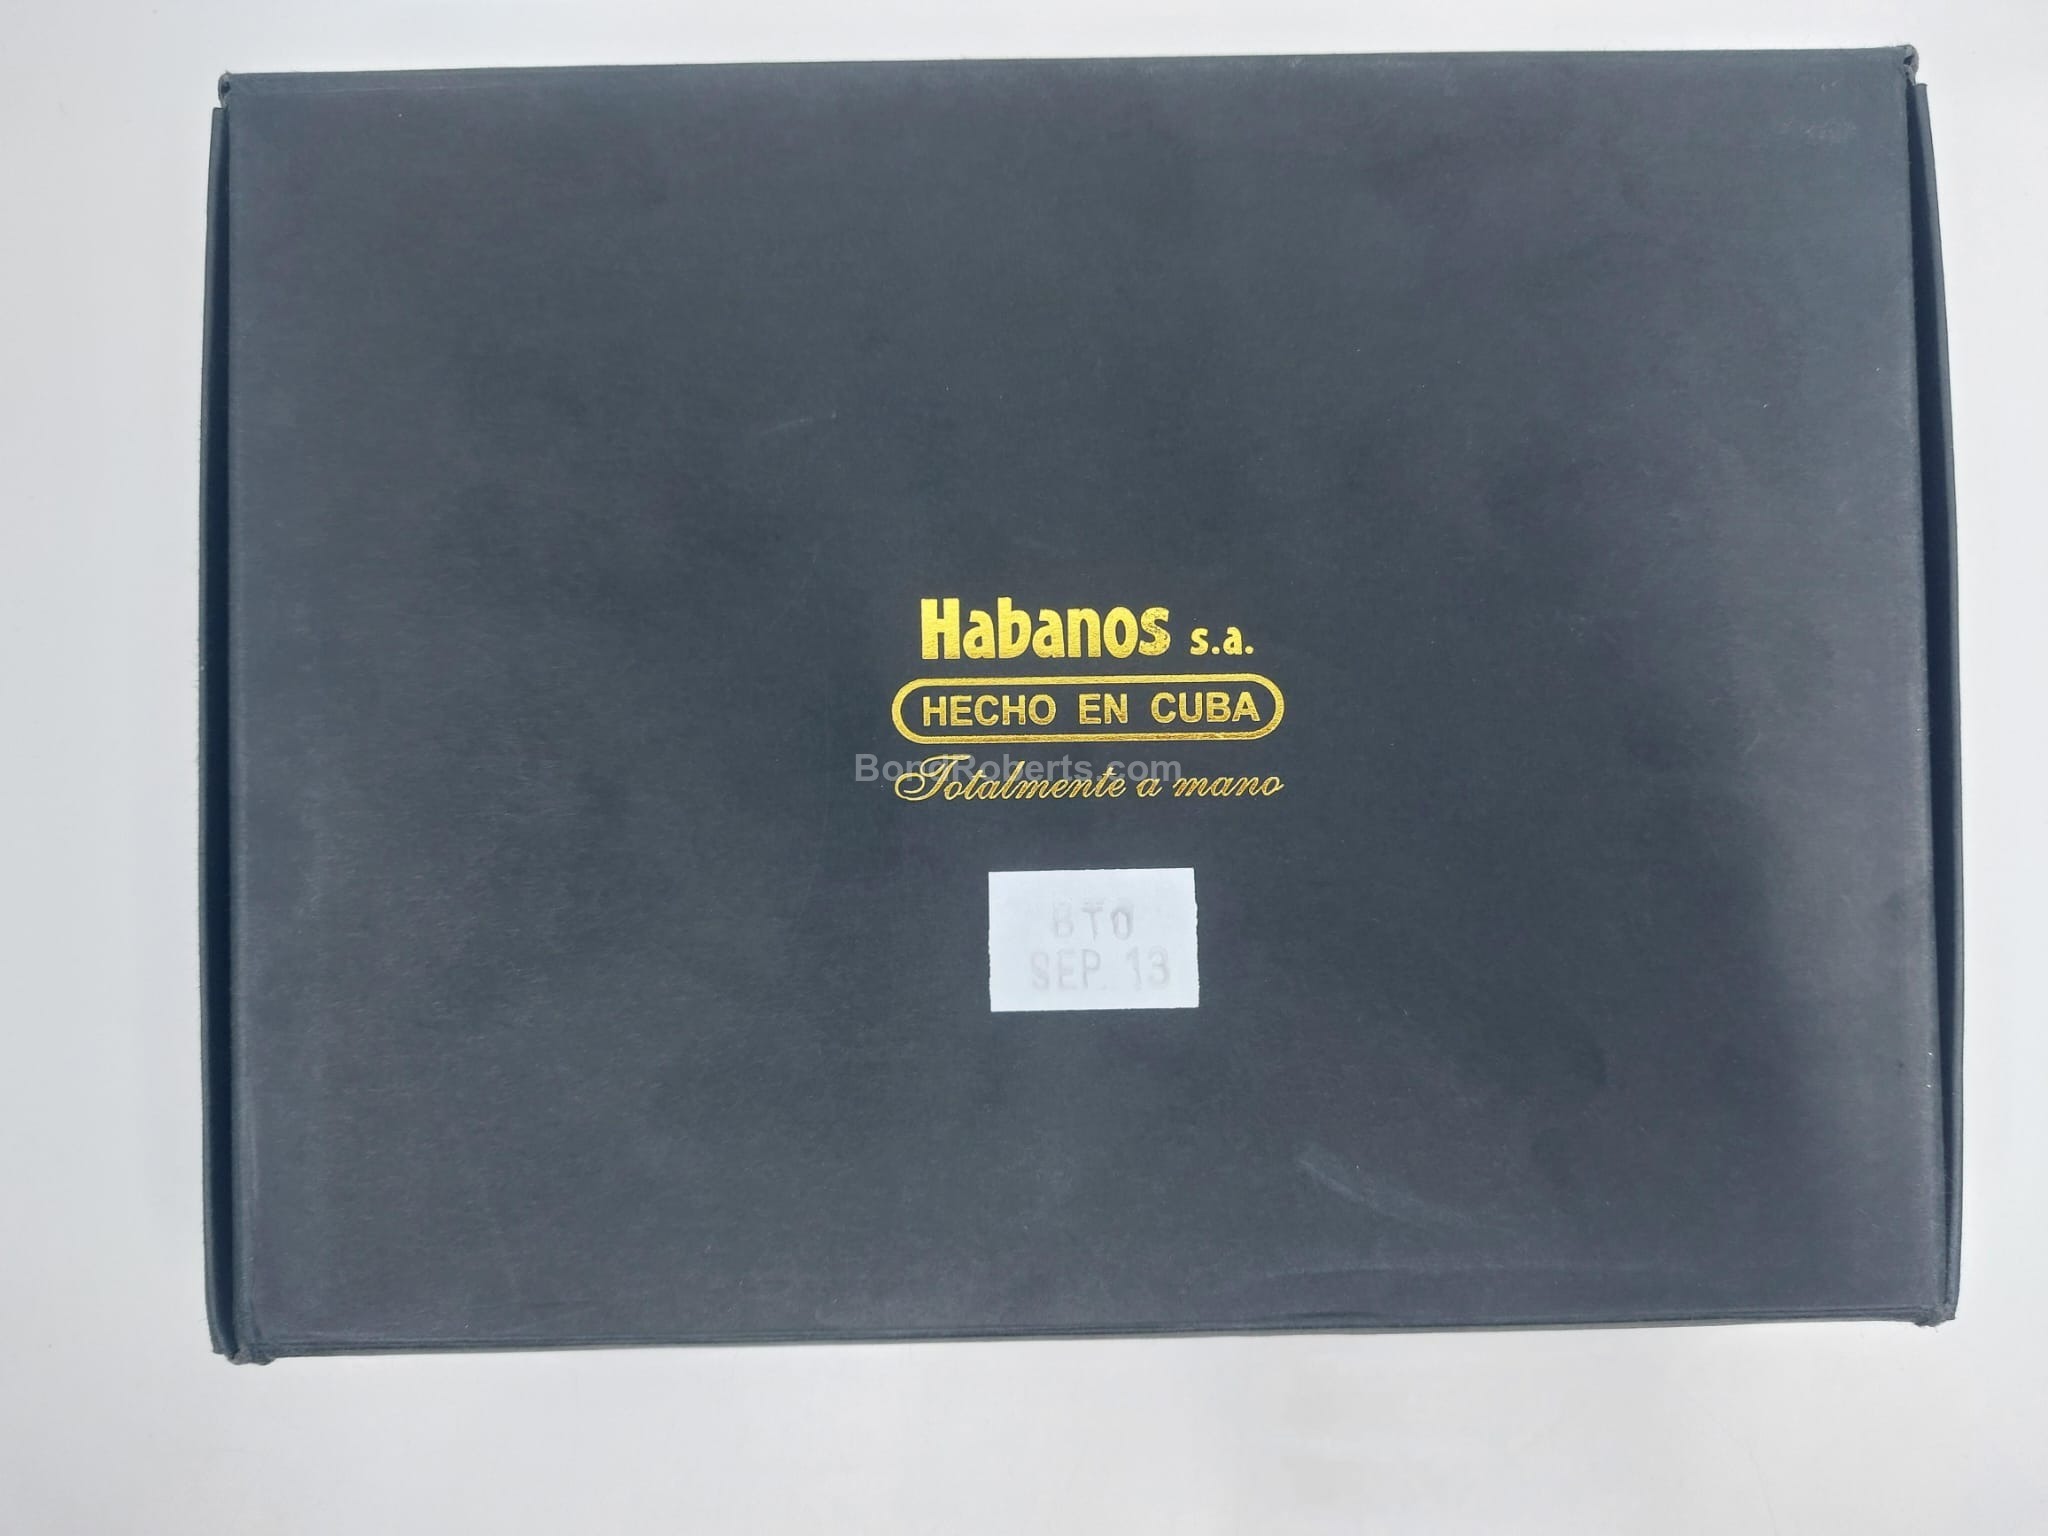 Habanos s.a.
HECHO EN CUBA
BondRoberts.com
Totalmente a mano
BTO
SEP. 13